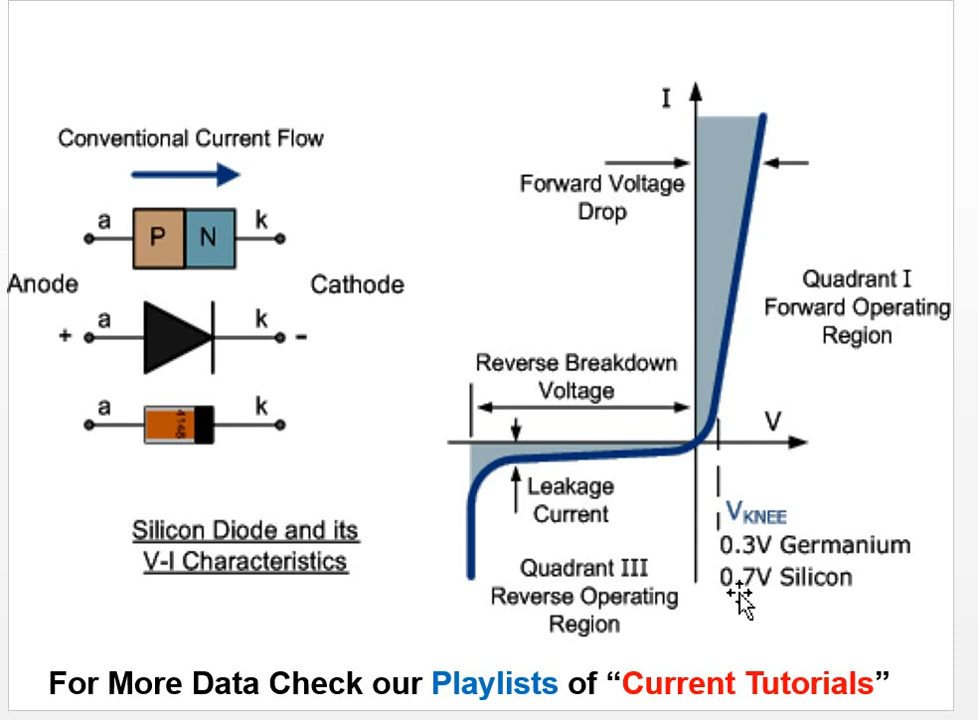 Conventional Current Flow
a
P
N
k
Anode
Cathode
+
a
k
-
a
4148
k
Silicon Diode and its
V-I Characteristics
I
Forward Voltage
Drop
Quadrant I
Forward Operating
Region
Reverse Breakdown
Voltage
V
Leakage
Current
VKNEE
0.3V Germanium
0.7V Silicon
Quadrant III
Reverse Operating
Region
For More Data Check our Playlists of “Current Tutorials”